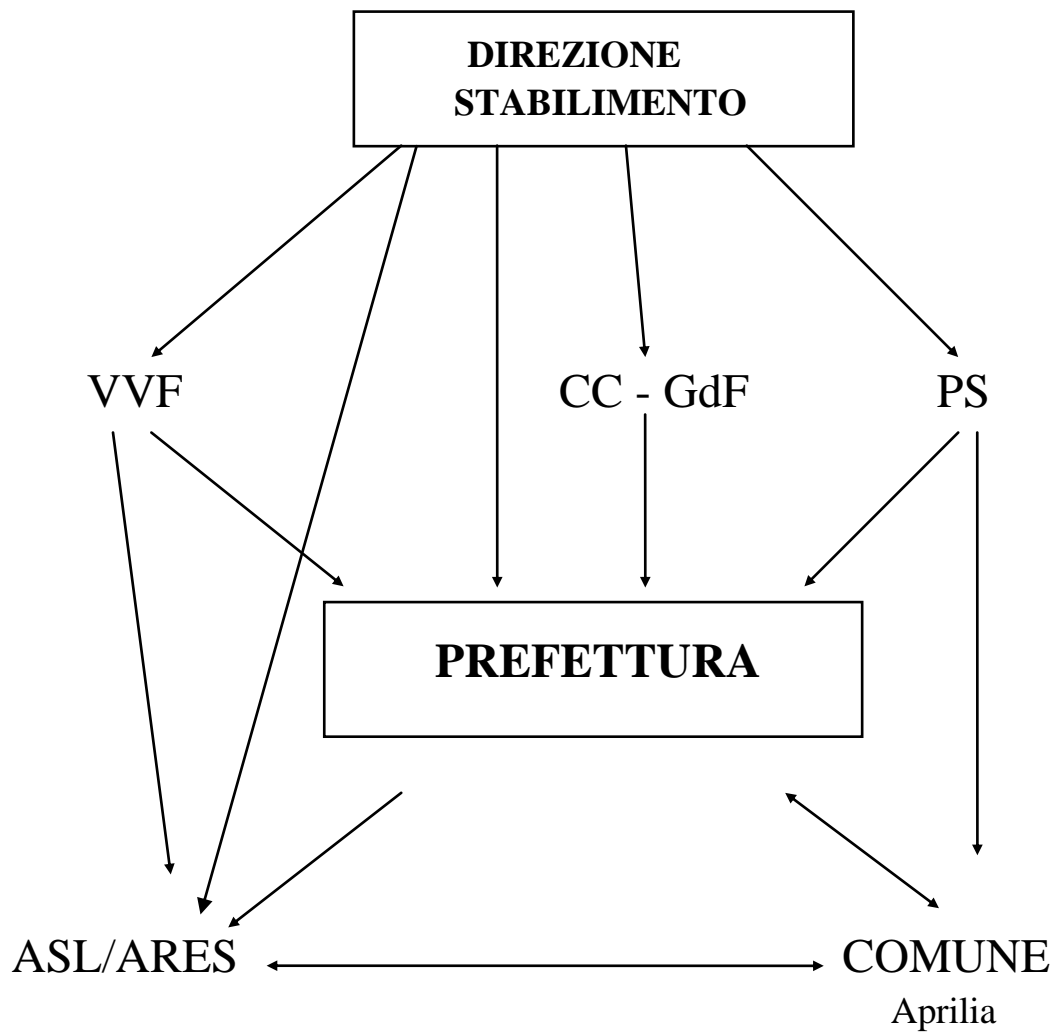 DIREZIONE
STABILIMENTO
VVF
CC - GdF
PS
PREFETTURA
ASL/ARES
COMUNE
Aprilia